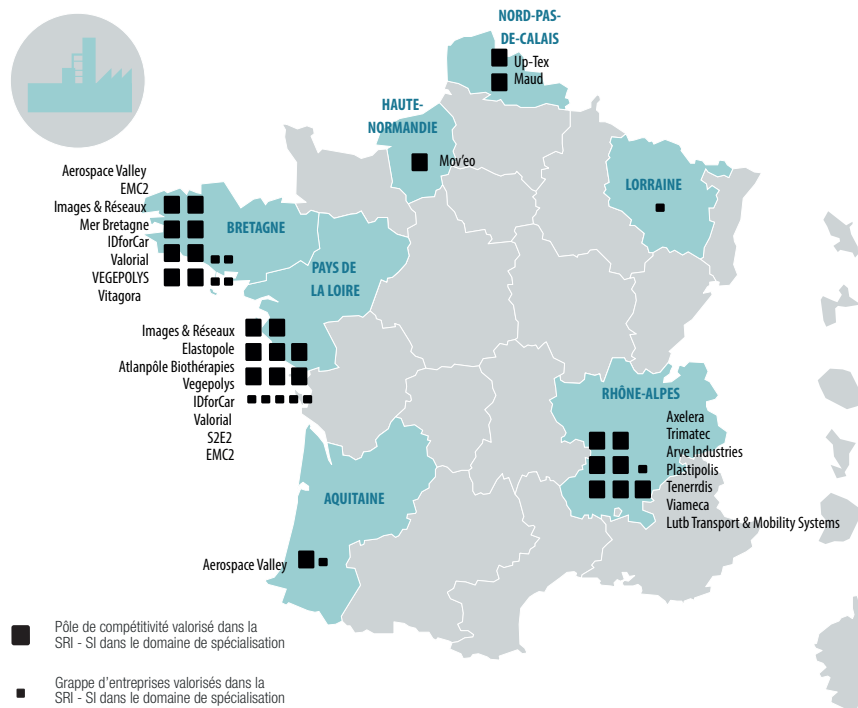 NORD-PAS-
DE-CALAIS
Up-Tex
Maud
HAUTE-
NORMANDIE
Mov'eo
LORRAINE
Aerospace Valley
EMC2
Images & Réseaux
Mer Bretagne
IDforCar
Valorial
VEGEPOLYS
Vitagora
BRETAGNE
PAYS DE
LA LOIRE
Images & Réseaux
Elastopole
Atlanpôle Biothérapies
Vegepolys
IDforCar
Valorial
S2E2
EMC2
RHÔNE-ALPES
Axelera
Trimatec
Arve Industries
Plastipolis
Tenerrdis
Viameca
Lutb Transport & Mobility Systems
AQUITAINE
Aerospace Valley
Pôle de compétitivité valorisé dans la
SRI - SI dans le domaine de spécialisation
Grappe d'entreprises valorisés dans la
SRI - SI dans le domaine de spécialisation